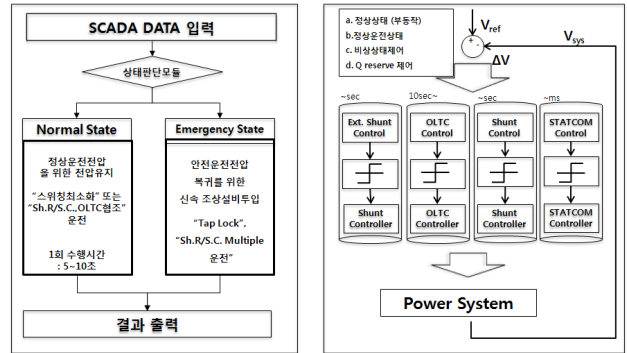 SCADA DATA 입력
상태판단모듈
Normal State
정상운전전압
을 위한 전압유지
“스위칭최소화” 또는
“Sh.R/S.C.,OLTC협조”
운전
1회 수행시간
: 5~10초
Emergency State
안전운전전압
복귀를 위한
신속 조상설비투입
“Tap Lock”,
“Sh.R/S.C. Multiple
운전”
결과 출력
a. 정상상태 (부동작)
b.정상운전상태
c. 비상상태제어
d. Q reserve 제어
Vref
+
-
Vsys
ΔV
~sec
10sec~
~sec
~ms
Ext. Shunt
Control
OLTC
Control
Shunt
Control
STATCOM
Control
Shunt
Controller
OLTC
Controller
Shunt
Controller
STATCOM
Controller
Power System